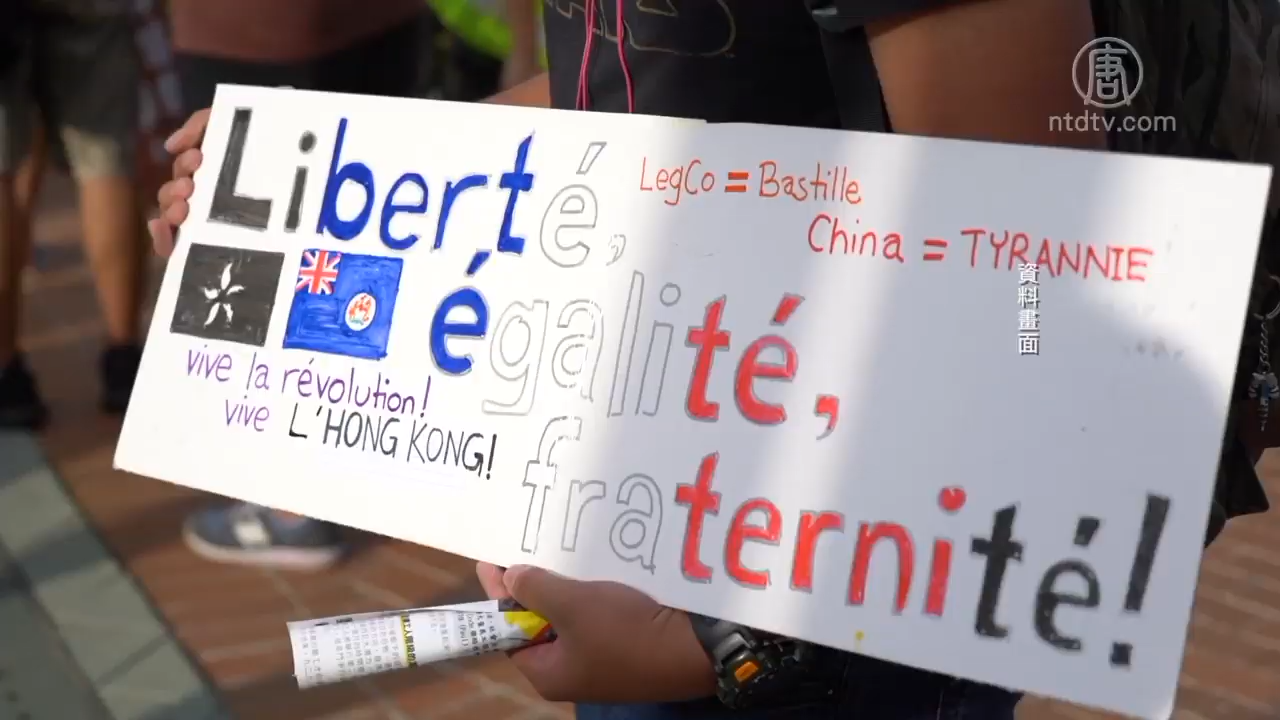 唐
ntdtv.com
Liberté,
LegCo = Bastille
China = TYRANNIE
資料畫面
égalité,
vive la révolution!
vive L'HONG KONG!
fraternité!